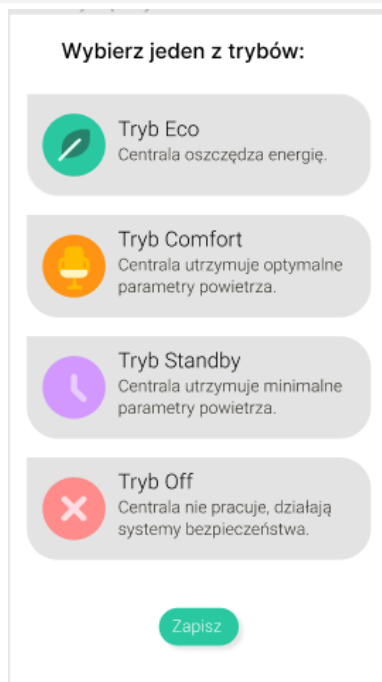 Wybierz jeden z trybów:
Tryb Eco
Centrala oszczędza energię.
Tryb Comfort
Centrala utrzymuje optymalne
parametry powietrza.
Tryb Standby
Centrala utrzymuje minimalne
parametry powietrza.
Tryb Off
Centrala nie pracuje, działają
systemy bezpieczeństwa.
Zapisz